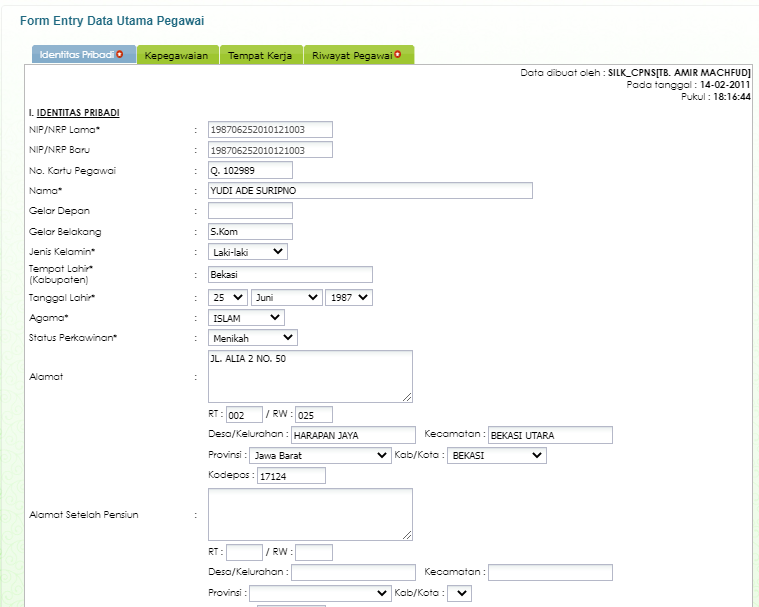 Form Entry Data Utama Pegawai
Identitas Pribadi Kepegawaian Tempat Kerja Riwayat Pegawai
Data dibuat oleh : SILK_CPNS[TB. AMIR MACHFUD]
Pada tanggal : 14-02-2011
Pukul : 18:16:44
I. IDENTITAS PRIBADI
NIP/NRP Lama* : 198706252010121003
NIP/NRP Baru : 198706252010121003
No. Kartu Pegawai : Q. 102989
Nama* : YUDI ADE SURIPNO
Gelar Depan :
Gelar Belakang : S.Kom
Jenis Kelamin* : Laki-laki
Tempat Lahir*
(Kabupaten) : Bekasi
Tanggal Lahir* : 25 Juni 1987
Agama* : ISLAM
Status Perkawinan* : Menikah
Alamat : JL. ALIA 2 NO. 50
RT : 002 / RW : 025
Desa/Kelurahan : HARAPAN JAYA Kecamatan : BEKASI UTARA
Provinsi : Jawa Barat Kab/Kota : BEKASI
Kodepos : 17124
Alamat Setelah Pensiun :
RT : / RW :
Desa/Kelurahan : Kecamatan :
Provinsi : Kab/Kota :